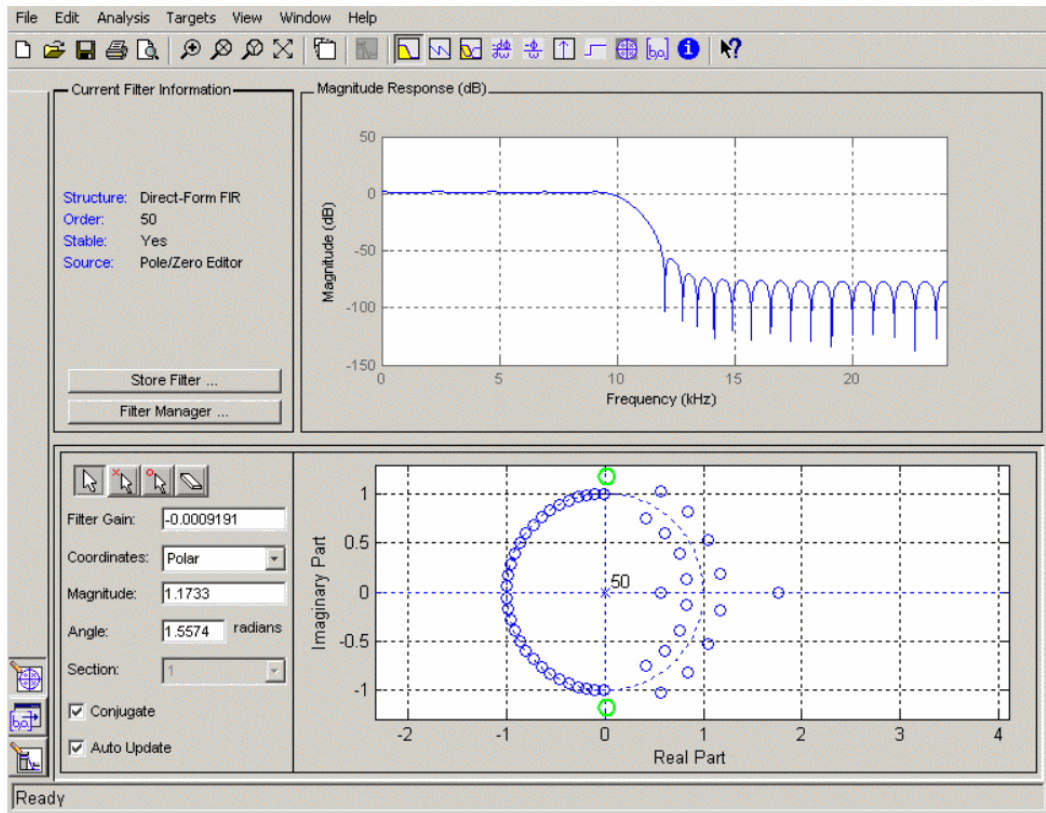 File Edit Analysis Targets View Window Help
Current Filter Information
Structure: Direct-Form FIR
Order: 50
Stable: Yes
Source: Pole/Zero Editor
Store Filter ...
Filter Manager ...
Magnitude Response (dB)
Magnitude (dB)
50
0
-50
-100
-150
0 5 10 15 20
Frequency (kHz)
Filter Gain: -0.0009191
Coordinates: Polar
Magnitude: 1.1733
Angle: 1.5574 radians
Section: 1
Conjugate
Auto Update
Imaginary Part
1
0.5
0
-0.5
-1
50
-2 -1 0 1 2 3 4
Real Part
Ready